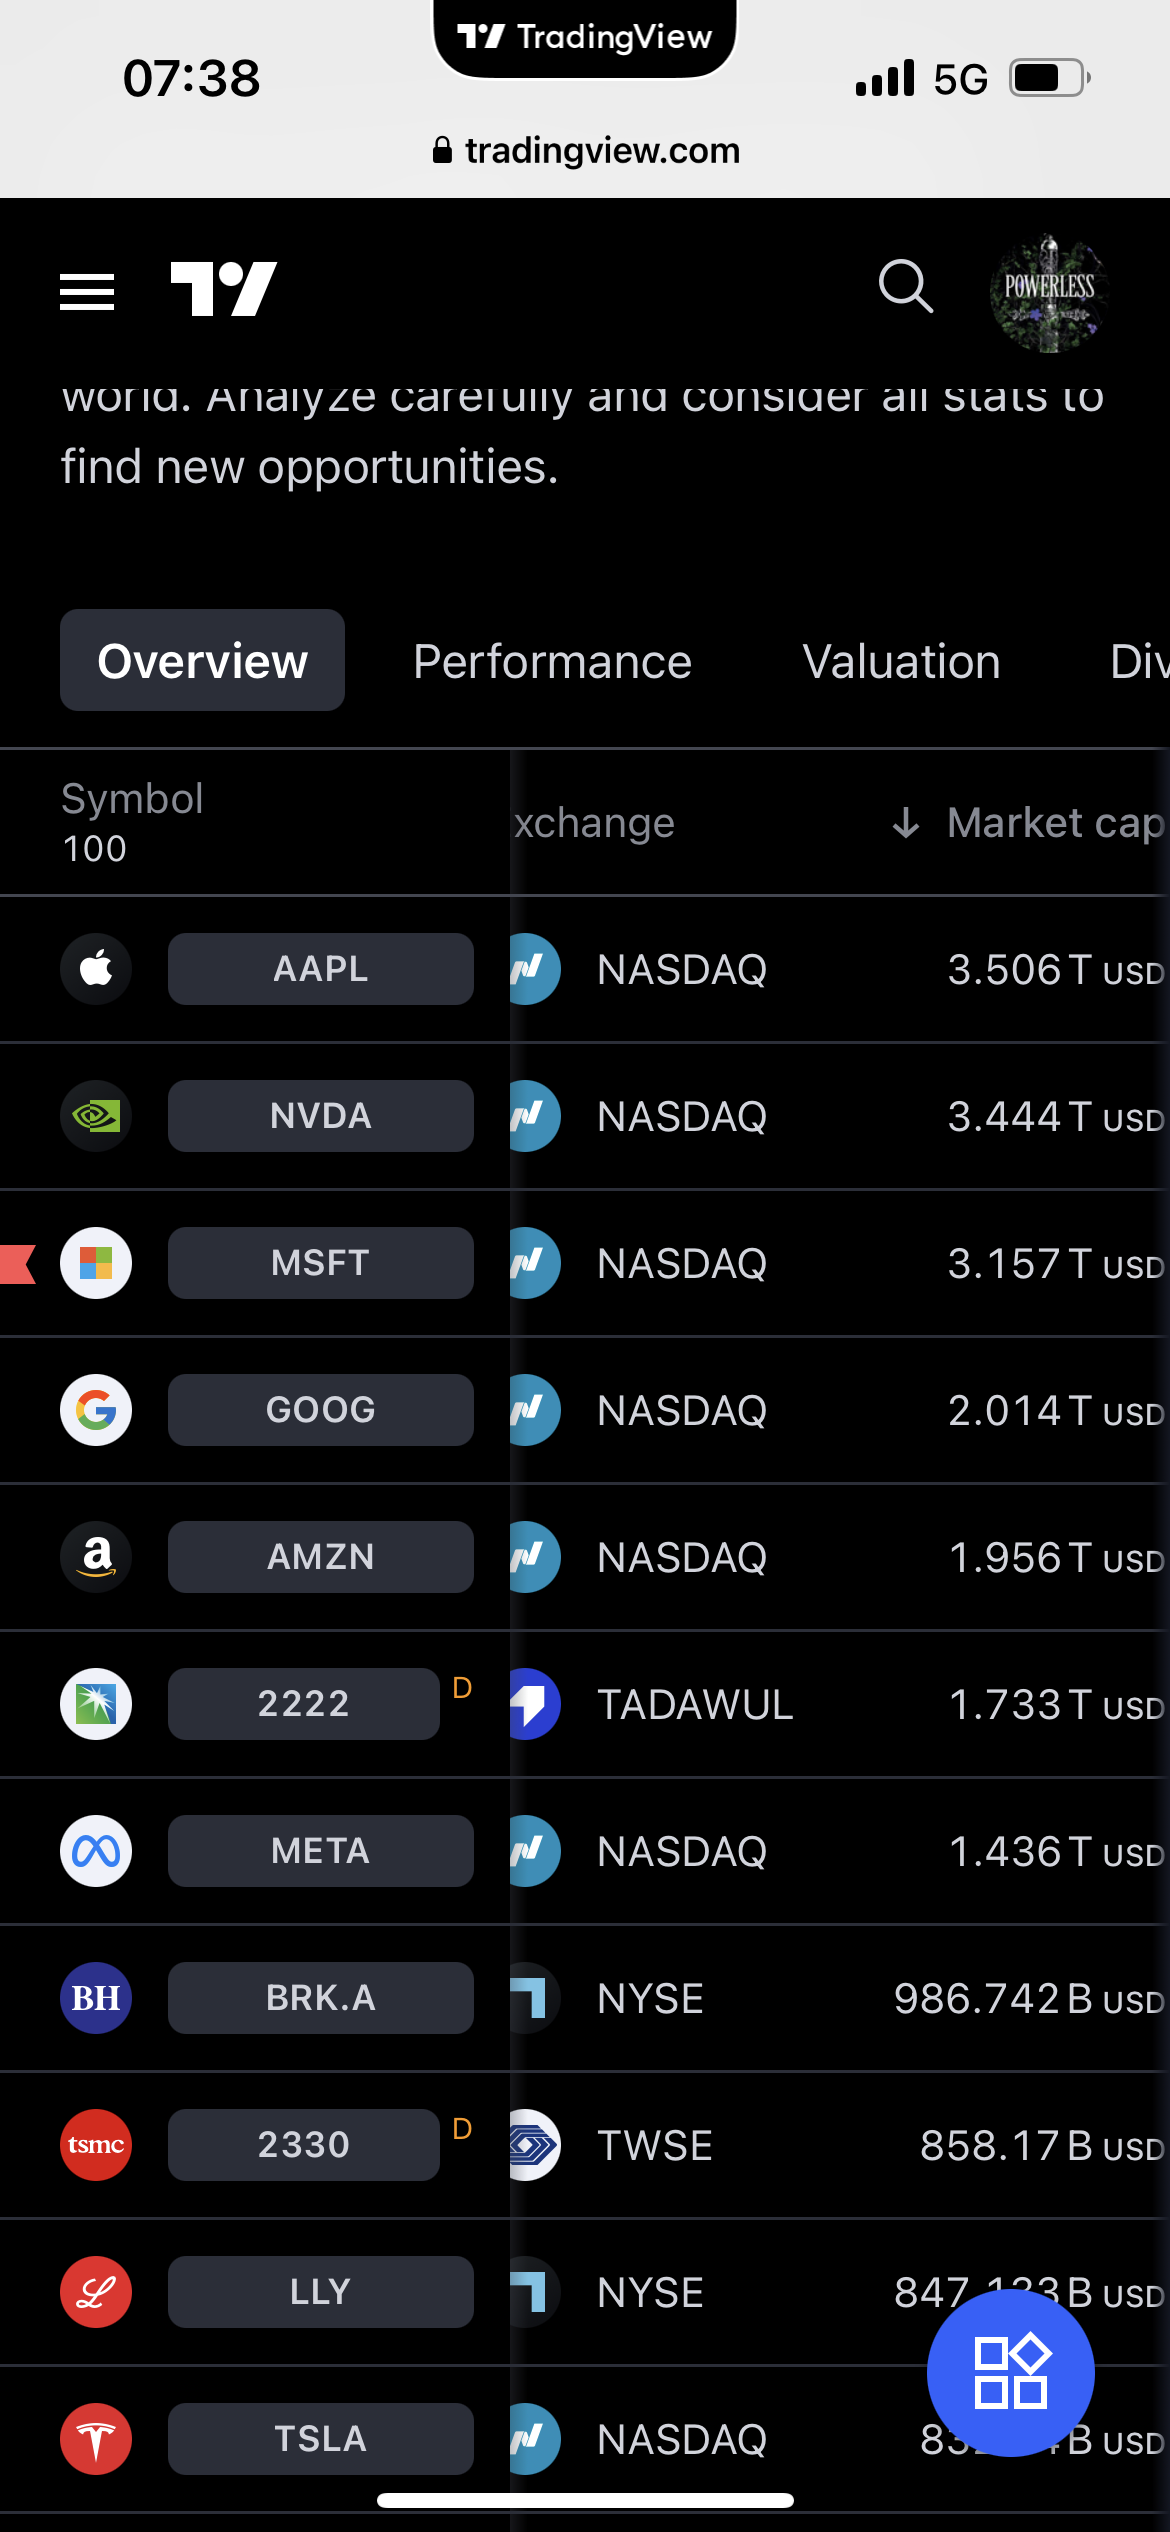 TradingView
07:38
5G
tradingview.com
POWERLESS
world. Analyze carefully and consider all stats to
find new opportunities.
Overview Performance Valuation Div
Symbol
100
xchange ↓ Market cap
AAPL NASDAQ 3.506 T USD
NVDA NASDAQ 3.444 T USD
MSFT NASDAQ 3.157 T USD
GOOG NASDAQ 2.014 T USD
AMZN NASDAQ 1.956 T USD
2222 D TADAWUL 1.733 T USD
META NASDAQ 1.436 T USD
BH BRK.A NYSE 986.742 B USD
tsmc 2330 D TWSE 858.17 B USD
LLY NYSE B USD
TSLA NASDAQ B USD